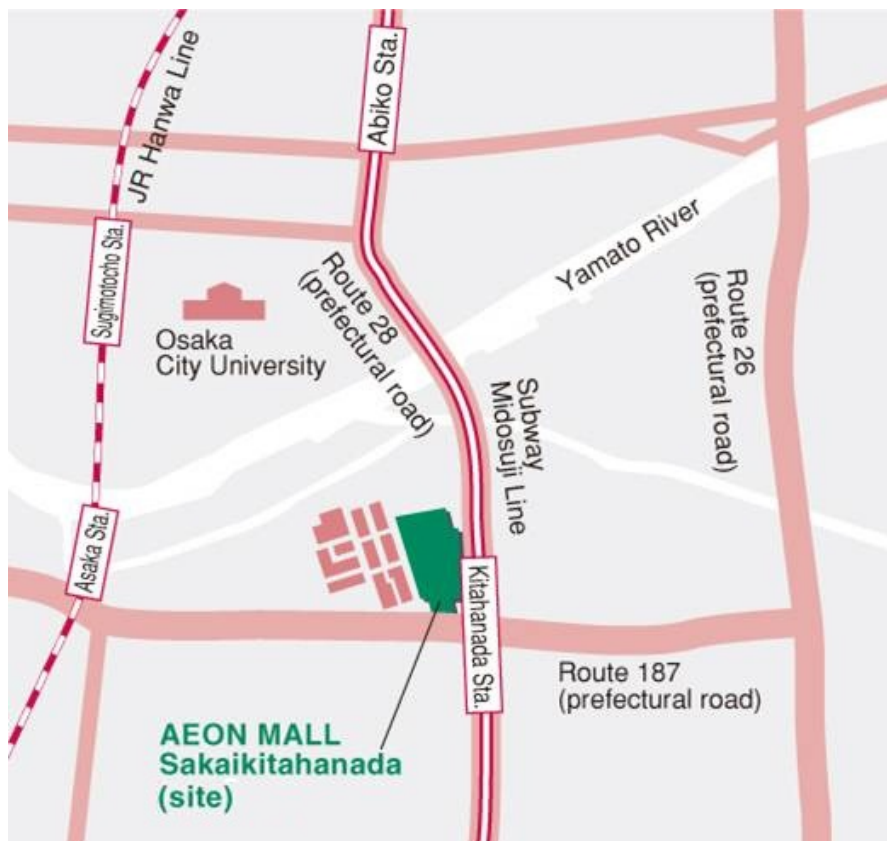 JR Hanwa Line
Abiko Sta.
Sugimotocho Sta.
Osaka
City University
Route 28
(prefectural road)
Yamato River
Route 26
(prefectural road)
Subway
Midosuji Line
Asaka Sta.
Kitahanada Sta.
Route 187
(prefectural road)
AEON MALL
Sakaikitahanada
(site)